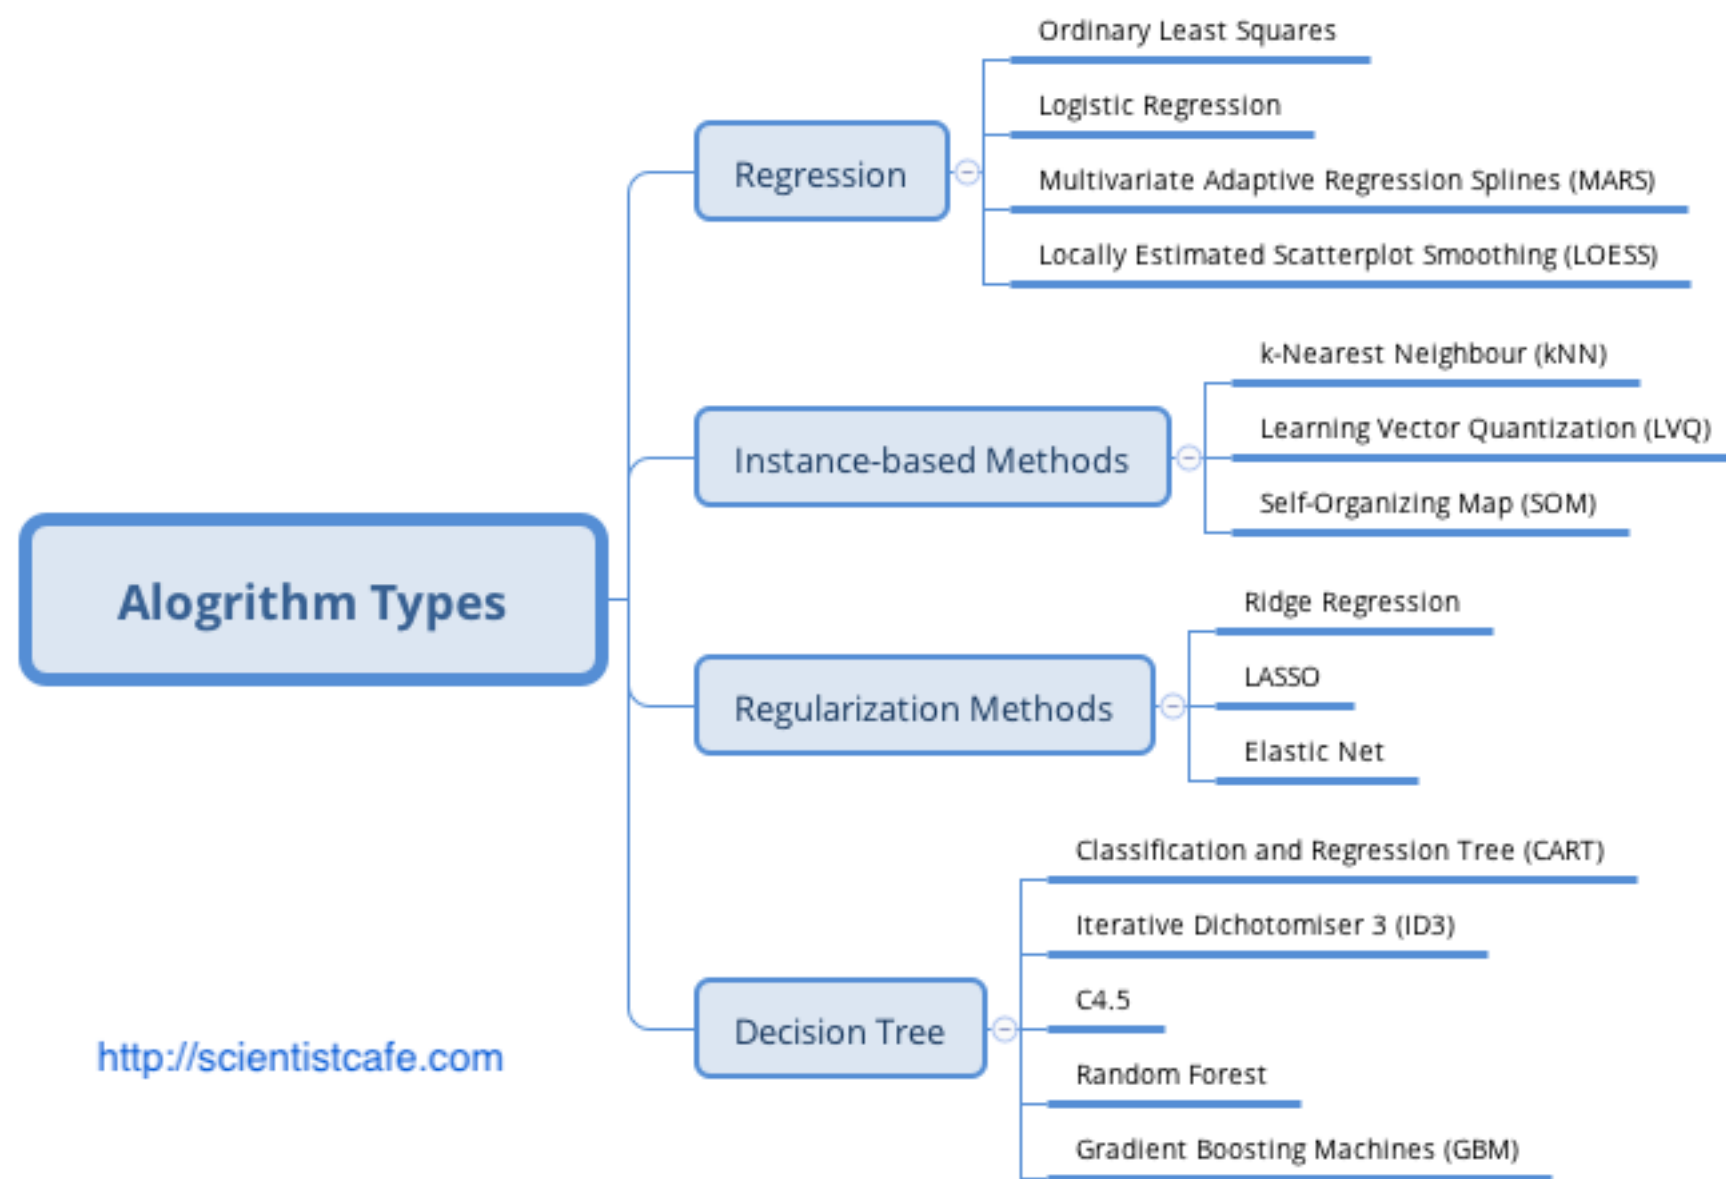 Alogrithm Types
Regression
Ordinary Least Squares
Logistic Regression
Multivariate Adaptive Regression Splines (MARS)
Locally Estimated Scatterplot Smoothing (LOESS)
Instance-based Methods
k-Nearest Neighbour (kNN)
Learning Vector Quantization (LVQ)
Self-Organizing Map (SOM)
Regularization Methods
Ridge Regression
LASSO
Elastic Net
Decision Tree
Classification and Regression Tree (CART)
Iterative Dichotomiser 3 (ID3)
C4.5
Random Forest
Gradient Boosting Machines (GBM)
http://scientistcafe.com